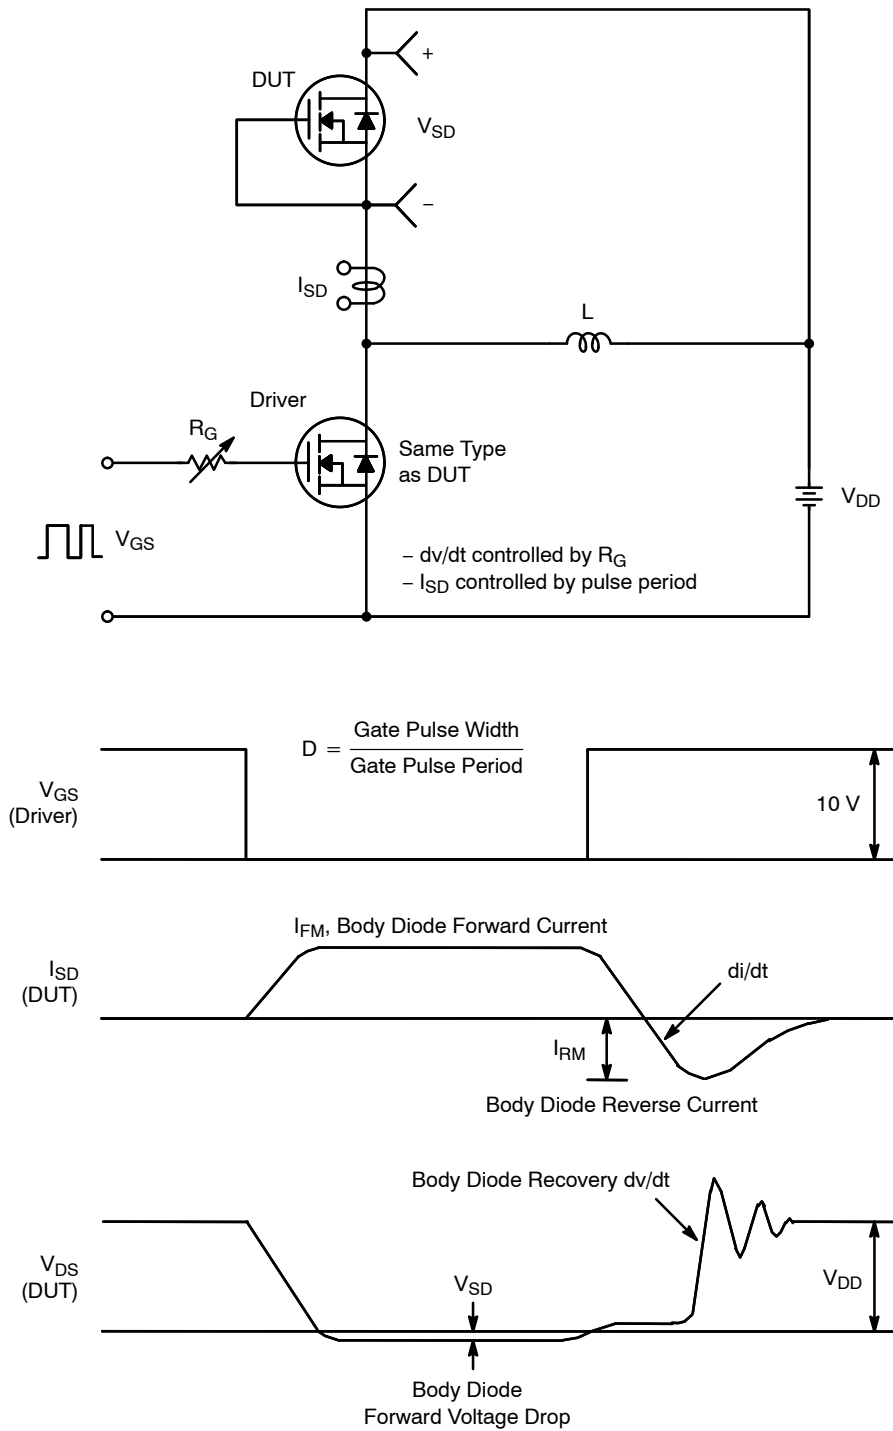 +
DUT
V_SD
−
I_SD
L
Driver
R_G
Same Type
as DUT
V_DD
V_GS
− dv/dt controlled by R_G
− I_SD controlled by pulse period
D = Gate Pulse Width
Gate Pulse Period
V_GS
(Driver)
10 V
I_FM, Body Diode Forward Current
I_SD
(DUT)
di/dt
I_RM
Body Diode Reverse Current
Body Diode Recovery dv/dt
V_DS
(DUT)
V_SD
V_DD
Body Diode
Forward Voltage Drop